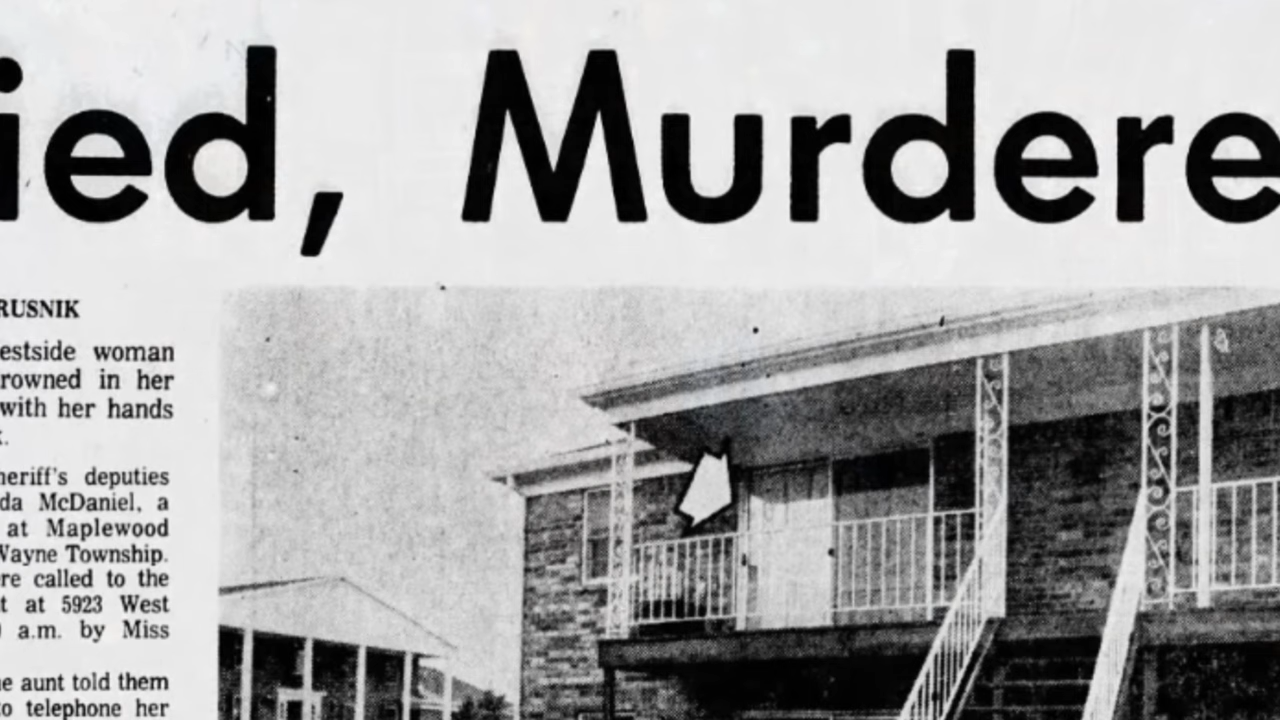 ied, Murdere
RUSNIK
estside woman
rowned in her
with her hands
k.
heriff's deputies
da McDaniel, a
at Maplewood
Wayne Township.
re called to the
t at 5923 West
a.m. by Miss
he aunt told them
to telephone her